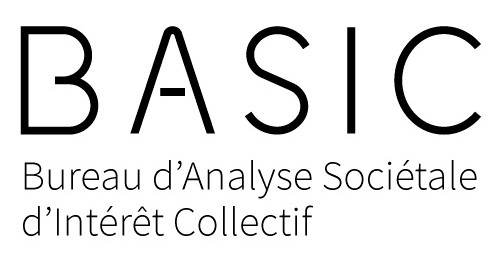 BASIC
Bureau d'Analyse Sociétale
d'Intérêt Collectif